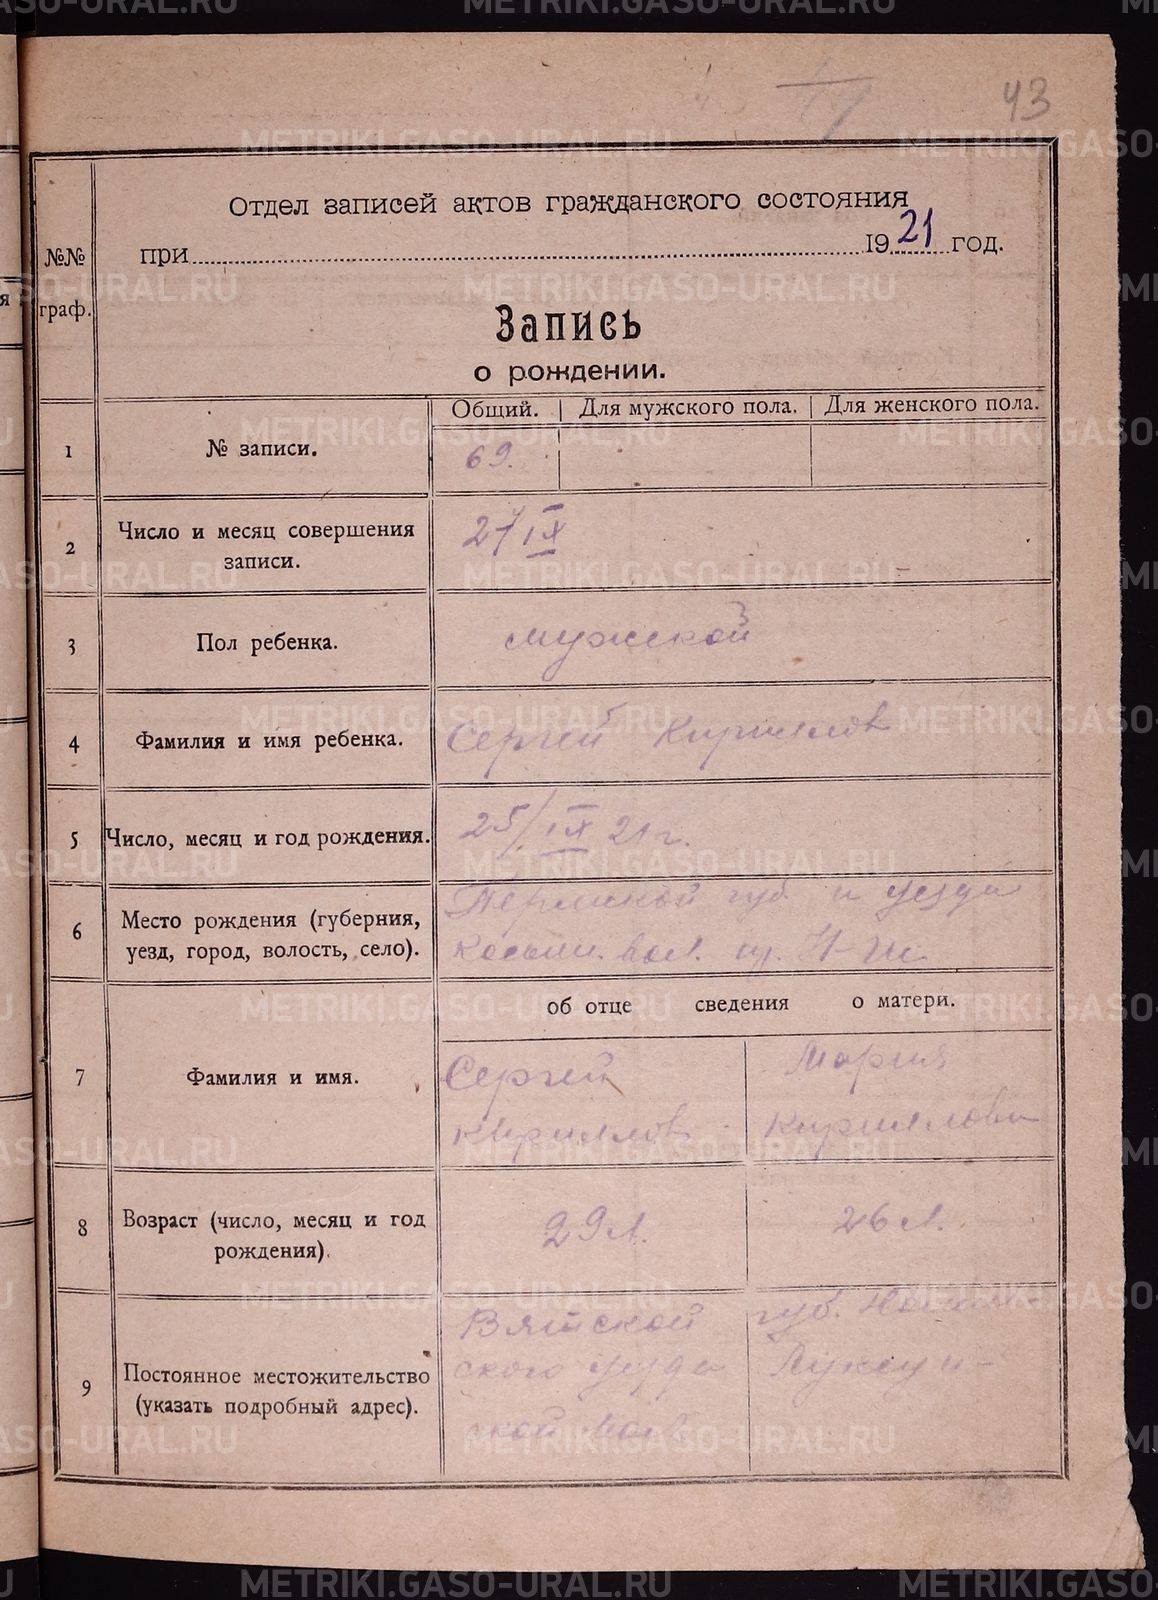 43
Отдел записей актов гражданского состояния
при 1921 год.
№№ граф.
Запись
о рождении.
Общий. Для мужского пола. Для женского пола.
1 № записи. 69.
2 Число и месяц совершения записи. 27 IX
3 Пол ребенка. мужской
4 Фамилия и имя ребенка. Сергей Кириллов
5 Число, месяц и год рождения. 25/IX 21 г.
6 Место рождения (губерния, Пермской губ. и уезда
уезд, город, волость, село). вол.
об отце сведения о матери.
7 Фамилия и имя. Сергей Мария
Кириллов Кириллова
8 Возраст (число, месяц и год рождения). 29 л. 26 л.
9 Постоянное местожительство (указать подробный адрес). Вятской губ.
ского уезда
ской
METRIKI.GASO-URAL.RU